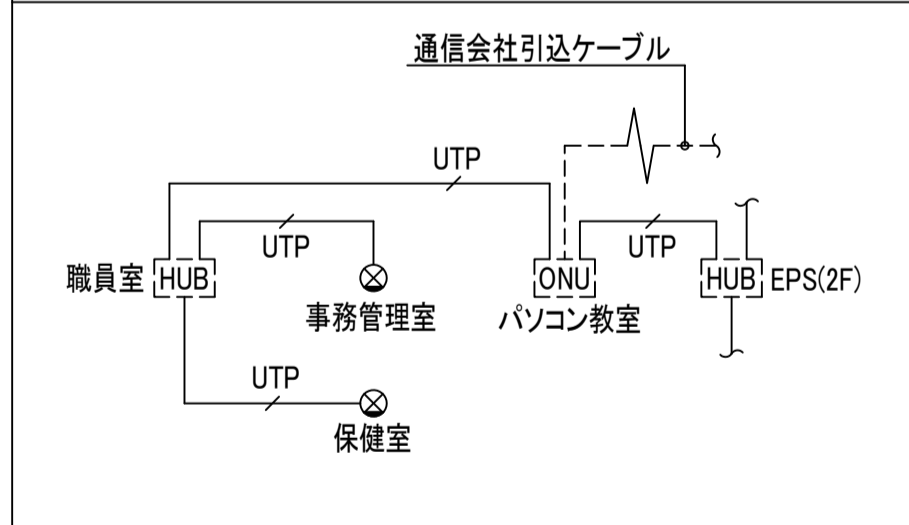 通信会社引込ケーブル
UTP
UTP
UTP
職員室 HUB
ONU
HUB EPS(2F)
事務管理室
パソコン教室
UTP
保健室